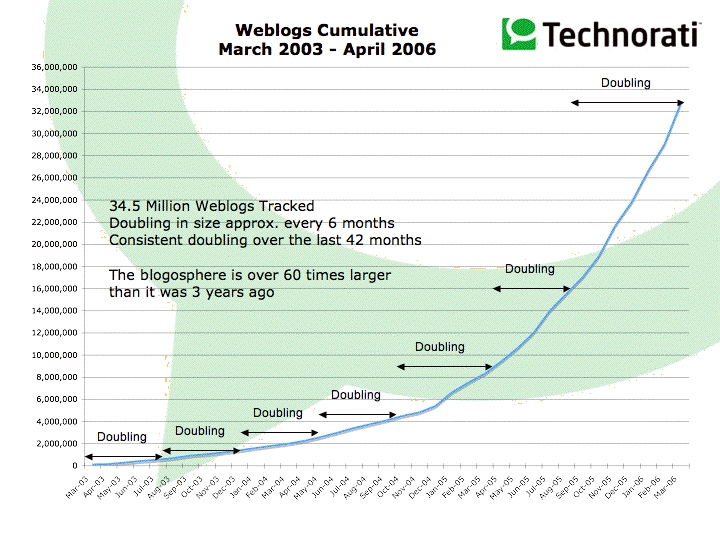 Weblogs Cumulative
March 2003 - April 2006
Technorati
36,000,000
34,000,000
32,000,000
30,000,000
28,000,000
26,000,000
24,000,000
22,000,000
20,000,000
18,000,000
16,000,000
14,000,000
12,000,000
10,000,000
8,000,000
6,000,000
4,000,000
2,000,000
0
Doubling
34.5 Million Weblogs Tracked
Doubling in size approx. every 6 months
Consistent doubling over the last 42 months
The blogosphere is over 60 times larger
than it was 3 years ago
Doubling
Doubling
Doubling
Doubling
Doubling
Doubling
Mar-03
Apr-03
May-03
Jun-03
Jul-03
Aug-03
Sep-03
Oct-03
Nov-03
Dec-03
Jan-04
Feb-04
Mar-04
Apr-04
May-04
Jun-04
Jul-04
Aug-04
Sep-04
Oct-04
Nov-04
Dec-04
Jan-05
Feb-05
Mar-05
Apr-05
May-05
Jun-05
Jul-05
Aug-05
Sep-05
Oct-05
Nov-05
Dec-05
Jan-06
Feb-06
Mar-06